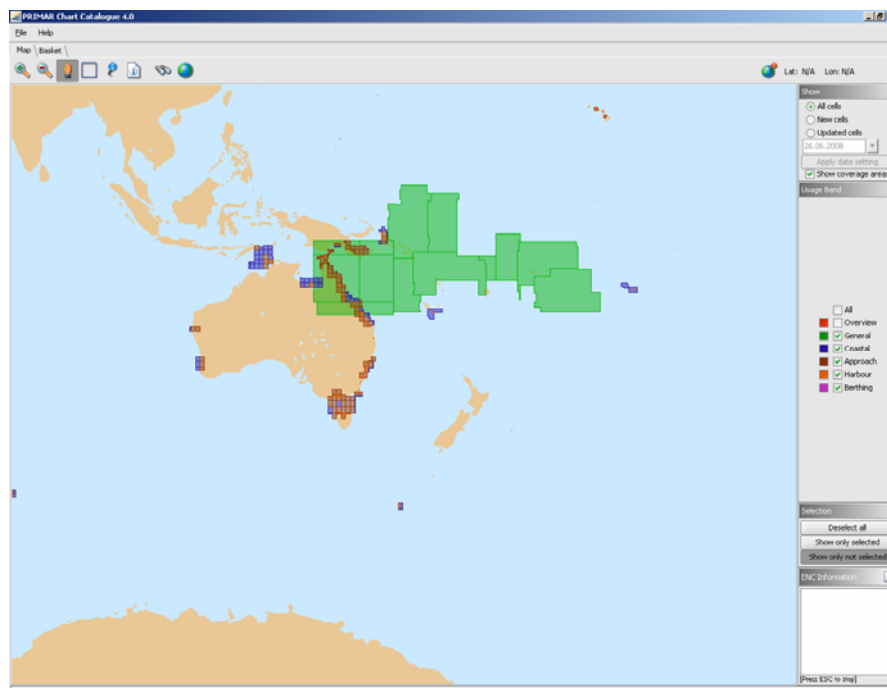 PRIMAR Chart Catalogue 4.0
File Help
Map Basket
Lat: N/A Lon: N/A
Show
All cells
New cells
Updated cells
26.06.2008
Apply date setting
Show coverage areas
Usage Band
All
Overview
General
Coastal
Approach
Harbour
Berthing
Selection
Deselect all
Show only selected
Show only not selected
ENC Information
[Press ESC to stop]